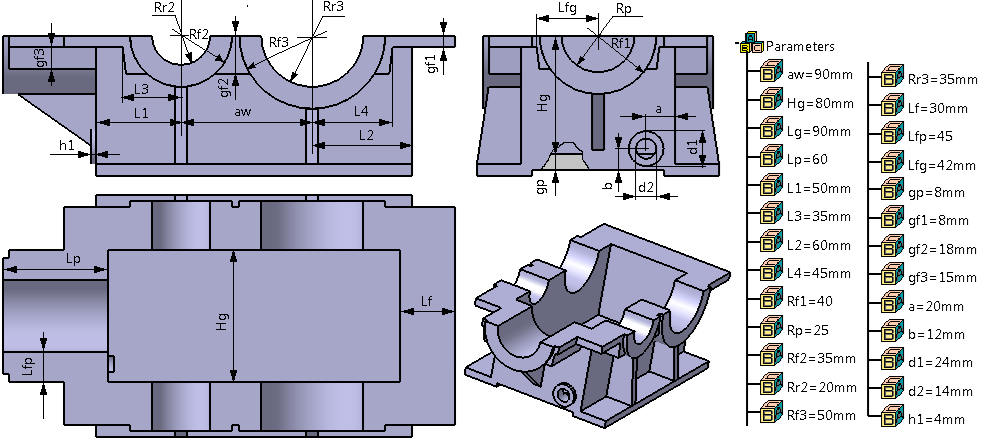 Rr2
Rr3
Rf2
Rf3
gf3
gf2
gf1
L3
L1
aw
L4
L2
h1
Lfg
Rp
Rf1
Hg
a
d1
gp
b
d2
Lp
Hg
Lf
Lfp
Parameters
aw=90mm
Hg=80mm
Lg=90mm
Lp=60
L1=50mm
L3=35mm
L2=60mm
L4=45mm
Rf1=40
Rp=25
Rf2=35mm
Rr2=20mm
Rf3=50mm
Rr3=35mm
Lf=30mm
Lfp=45
Lfg=42mm
gp=8mm
gf1=8mm
gf2=18mm
gf3=15mm
a=20mm
b=12mm
d1=24mm
d2=14mm
h1=4mm